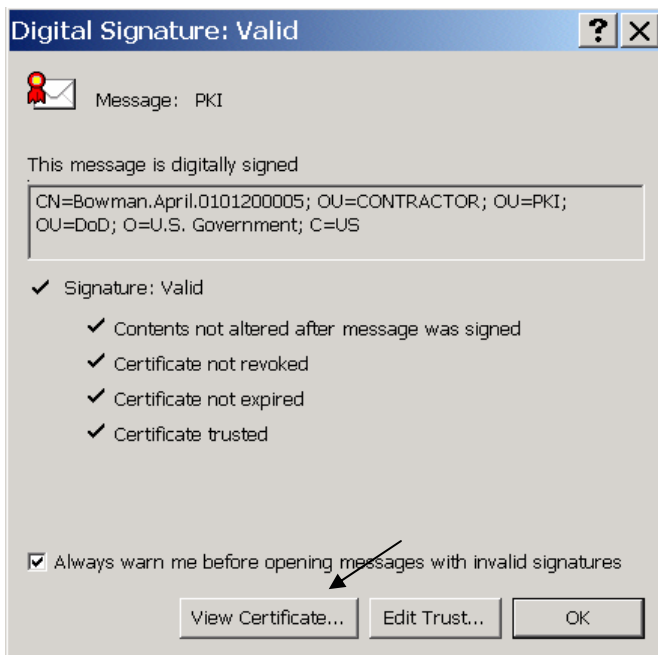 Digital Signature: Valid
Message: PKI
This message is digitally signed
CN=Bowman.April.0101200005; OU=CONTRACTOR; OU=PKI;
OU=DoD; O=U.S. Government; C=US
Signature: Valid
Contents not altered after message was signed
Certificate not revoked
Certificate not expired
Certificate trusted
Always warn me before opening messages with invalid signatures
View Certificate... Edit Trust... OK